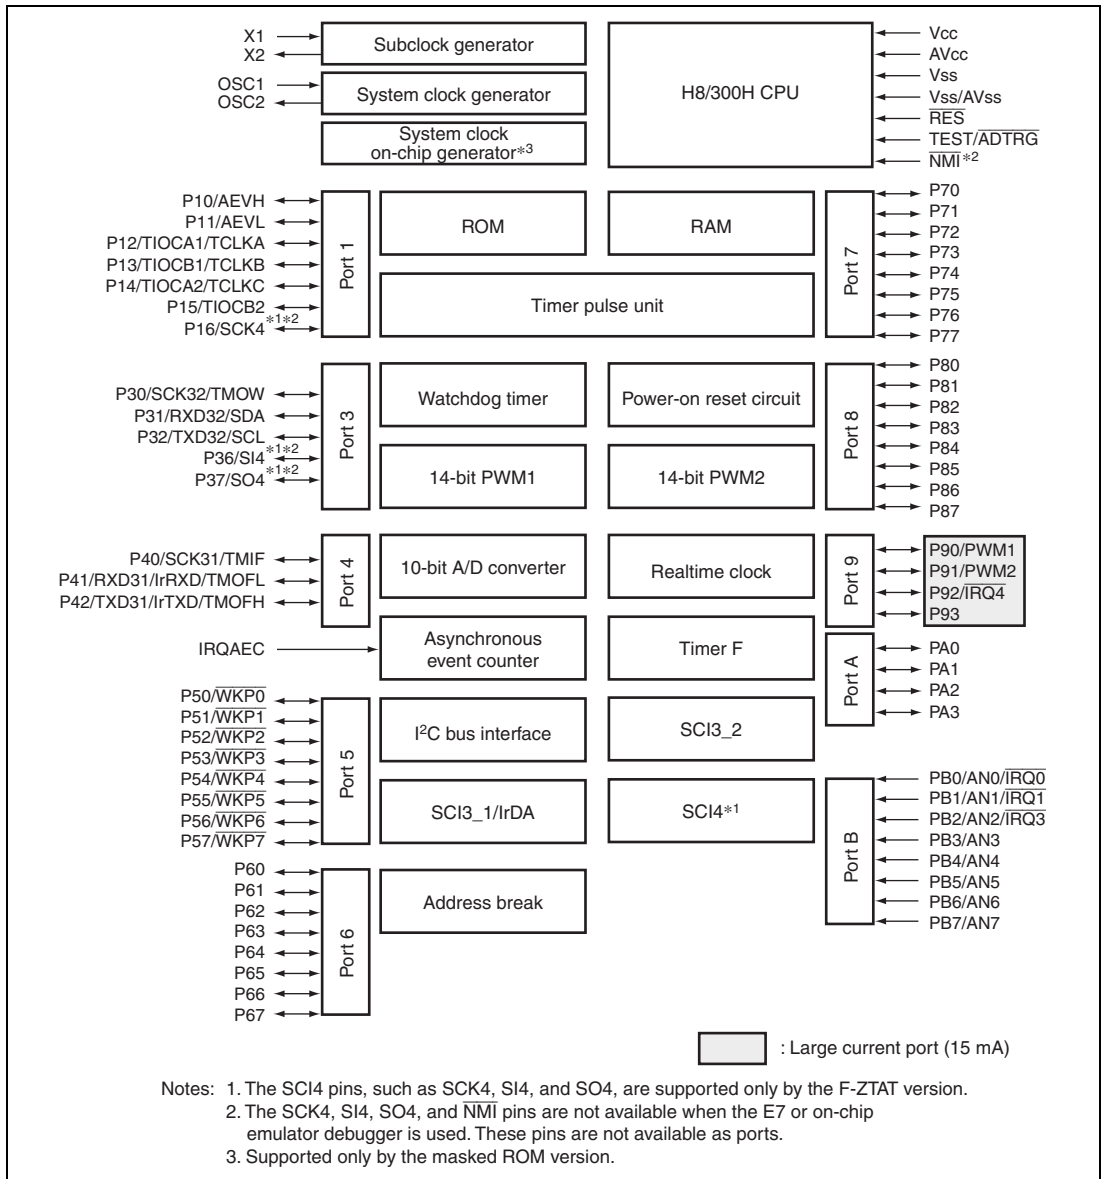 X1
X2
Subclock generator
OSC1
OSC2
System clock generator
System clock
on-chip generator*3
H8/300H CPU
Vcc
AVcc
Vss
Vss/AVss
RES
TEST/ADTRG
NMI*2
P10/AEVH
P11/AEVL
P12/TIOCA1/TCLKA
P13/TIOCB1/TCLKB
P14/TIOCA2/TCLKC
P15/TIOCB2
P16/SCK4*1*2
Port 1
ROM
RAM
Timer pulse unit
Port 7
P70
P71
P72
P73
P74
P75
P76
P77
P30/SCK32/TMOW
P31/RXD32/SDA
P32/TXD32/SCL
P36/SI4*1*2
P37/SO4*1*2
Port 3
Watchdog timer
Power-on reset circuit
14-bit PWM1
14-bit PWM2
Port 8
P80
P81
P82
P83
P84
P85
P86
P87
P40/SCK31/TMIF
P41/RXD31/IrRXD/TMOFL
P42/TXD31/IrTXD/TMOFH
Port 4
10-bit A/D converter
Realtime clock
Port 9
P90/PWM1
P91/PWM2
P92/IRQ4
P93
IRQAEC
Asynchronous
event counter
Timer F
Port A
PA0
PA1
PA2
PA3
P50/WKP0
P51/WKP1
P52/WKP2
P53/WKP3
P54/WKP4
P55/WKP5
P56/WKP6
P57/WKP7
Port 5
I2C bus interface
SCI3_2
SCI3_1/IrDA
SCI4*1
Port B
PB0/AN0/IRQ0
PB1/AN1/IRQ1
PB2/AN2/IRQ3
PB3/AN3
PB4/AN4
PB5/AN5
PB6/AN6
PB7/AN7
P60
P61
P62
P63
P64
P65
P66
P67
Port 6
Address break
: Large current port (15 mA)
Notes: 1. The SCI4 pins, such as SCK4, SI4, and SO4, are supported only by the F-ZTAT version.
2. The SCK4, SI4, SO4, and NMI pins are not available when the E7 or on-chip
emulator debugger is used. These pins are not available as ports.
3. Supported only by the masked ROM version.